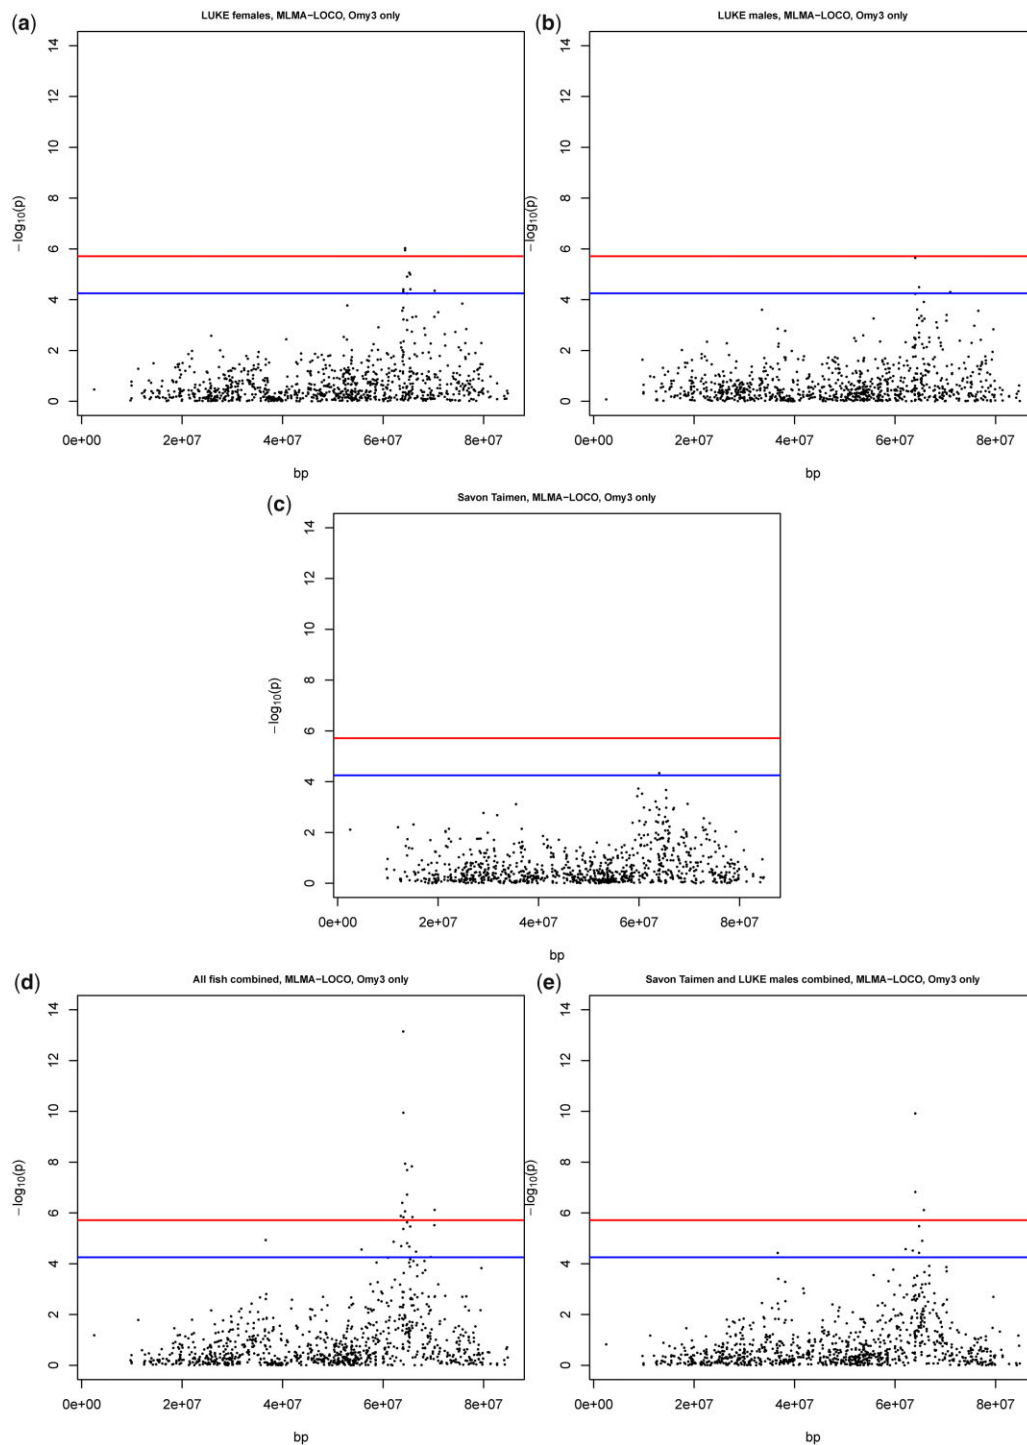 (a)
LUKE females, MLMA−LOCO, Omy3 only
14
12
10
8
6
4
2
0
−log10(p)
0e+00 2e+07 4e+07 6e+07 8e+07
bp
(b)
LUKE males, MLMA−LOCO, Omy3 only
14
12
10
8
6
4
2
0
−log10(p)
0e+00 2e+07 4e+07 6e+07 8e+07
bp
(c)
Savon Taimen, MLMA−LOCO, Omy3 only
14
12
10
8
6
4
2
0
−log10(p)
0e+00 2e+07 4e+07 6e+07 8e+07
bp
(d)
All fish combined, MLMA−LOCO, Omy3 only
14
12
10
8
6
4
2
0
−log10(p)
0e+00 2e+07 4e+07 6e+07 8e+07
bp
(e)
Savon Taimen and LUKE males combined, MLMA−LOCO, Omy3 only
14
12
10
8
6
4
2
0
−log10(p)
0e+00 2e+07 4e+07 6e+07 8e+07
bp